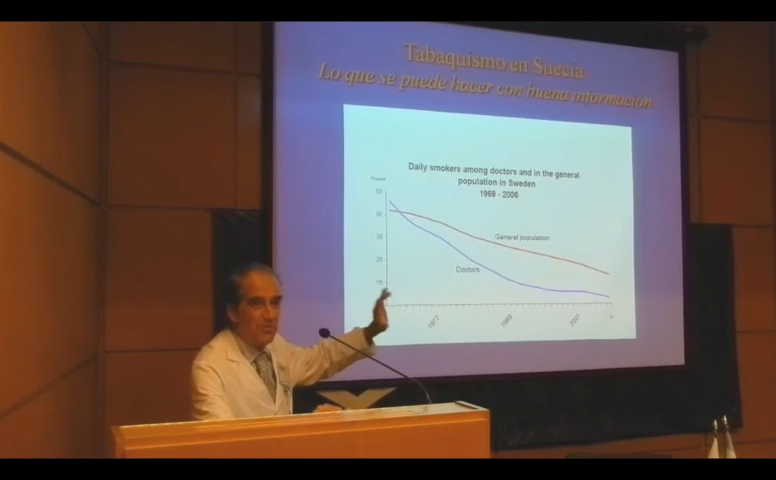 Tabaquismo en Suecia
Lo que se puede hacer con buena información
Daily smokers among doctors and in the general
population in Sweden
1969 - 2006
Percent
50
40
30
20
10
General population
Doctors
1977
1989
2001